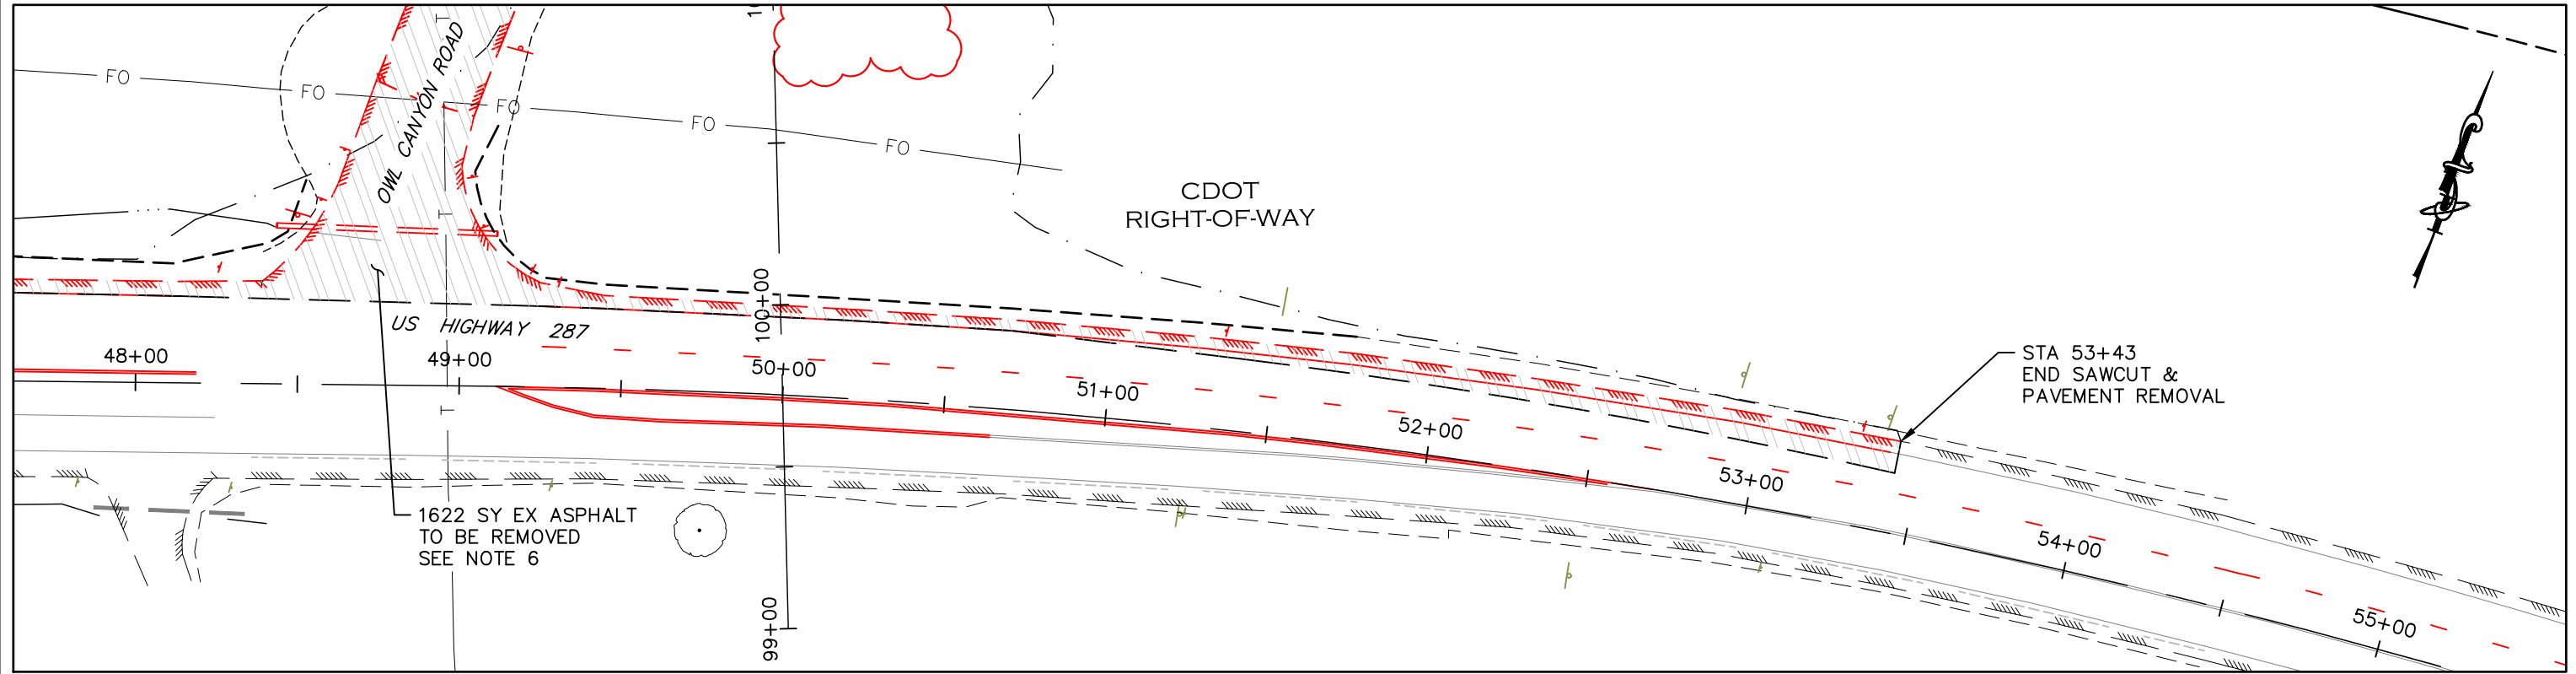 FO
FO
FO
FO
FO
OWL CANYON ROAD
CDOT
RIGHT-OF-WAY
100+00
US HIGHWAY 287
48+00
49+00
50+00
51+00
52+00
53+00
54+00
55+00
STA 53+43
END SAWCUT &
PAVEMENT REMOVAL
1622 SY EX ASPHALT
TO BE REMOVED
SEE NOTE 6
99+00
T
T
T